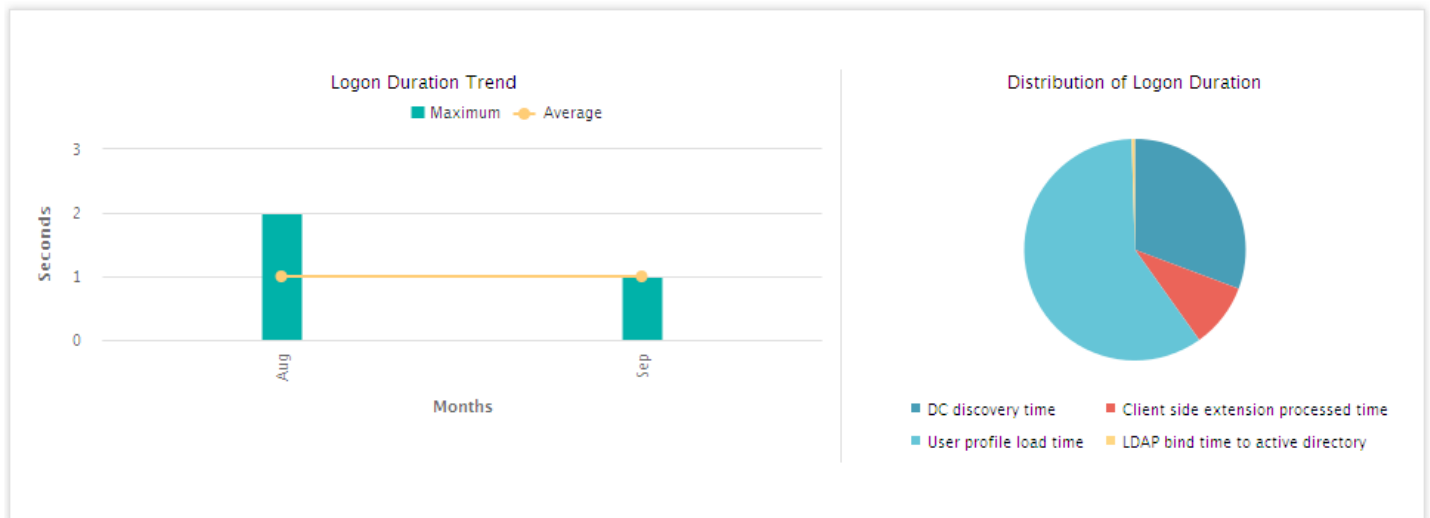 Logon Duration Trend
Maximum Average
3
2
1
0
Seconds
Aug
Sep
Months
Distribution of Logon Duration
DC discovery time
Client side extension processed time
User profile load time
LDAP bind time to active directory